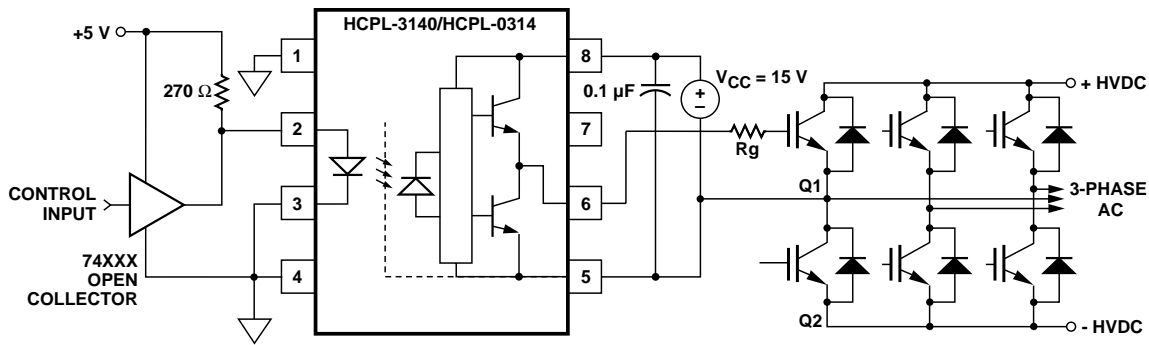 HCPL-3140/HCPL-0314
+5 V
270 Ω
1
2
3
4
8
7
6
5
0.1 µF
VCC = 15 V
+
–
Rg
+ HVDC
Q1
3-PHASE
AC
Q2
- HVDC
CONTROL
INPUT
74XXX
OPEN
COLLECTOR